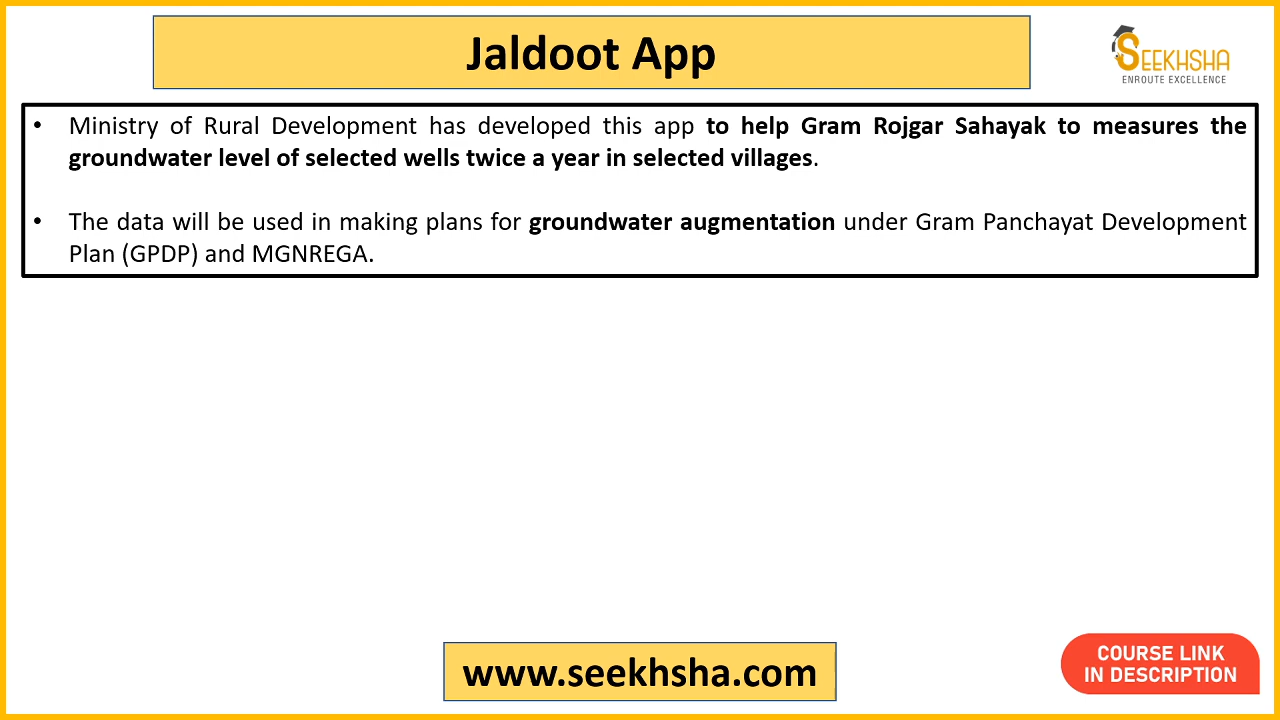 Jaldoot App
SEEKHSHA
ENROUTE EXCELLENCE
• Ministry of Rural Development has developed this app to help Gram Rojgar Sahayak to measures the
groundwater level of selected wells twice a year in selected villages.
• The data will be used in making plans for groundwater augmentation under Gram Panchayat Development
Plan (GPDP) and MGNREGA.
www.seekhsha.com
COURSE LINK
IN DESCRIPTION